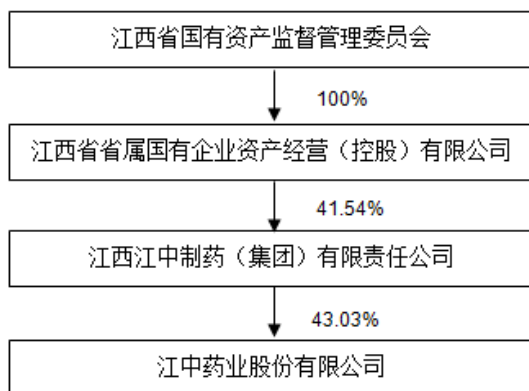 江西省国有资产监督管理委员会
100%
江西省省属国有企业资产经营（控股）有限公司
41.54%
江西江中制药（集团）有限责任公司
43.03%
江中药业股份有限公司